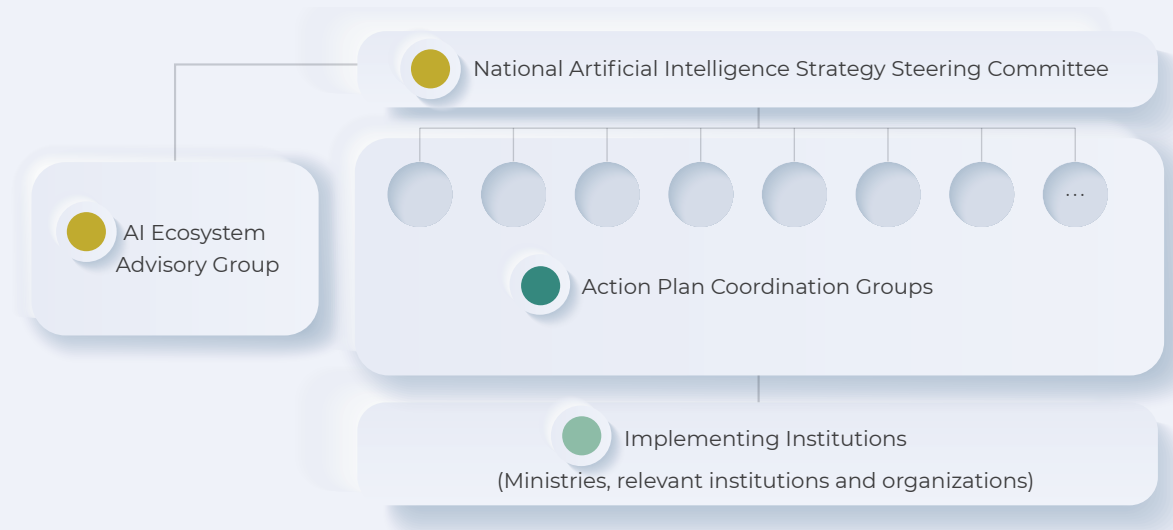 National Artificial Intelligence Strategy Steering Committee
AI Ecosystem
Advisory Group
...
Action Plan Coordination Groups
Implementing Institutions
(Ministries, relevant institutions and organizations)